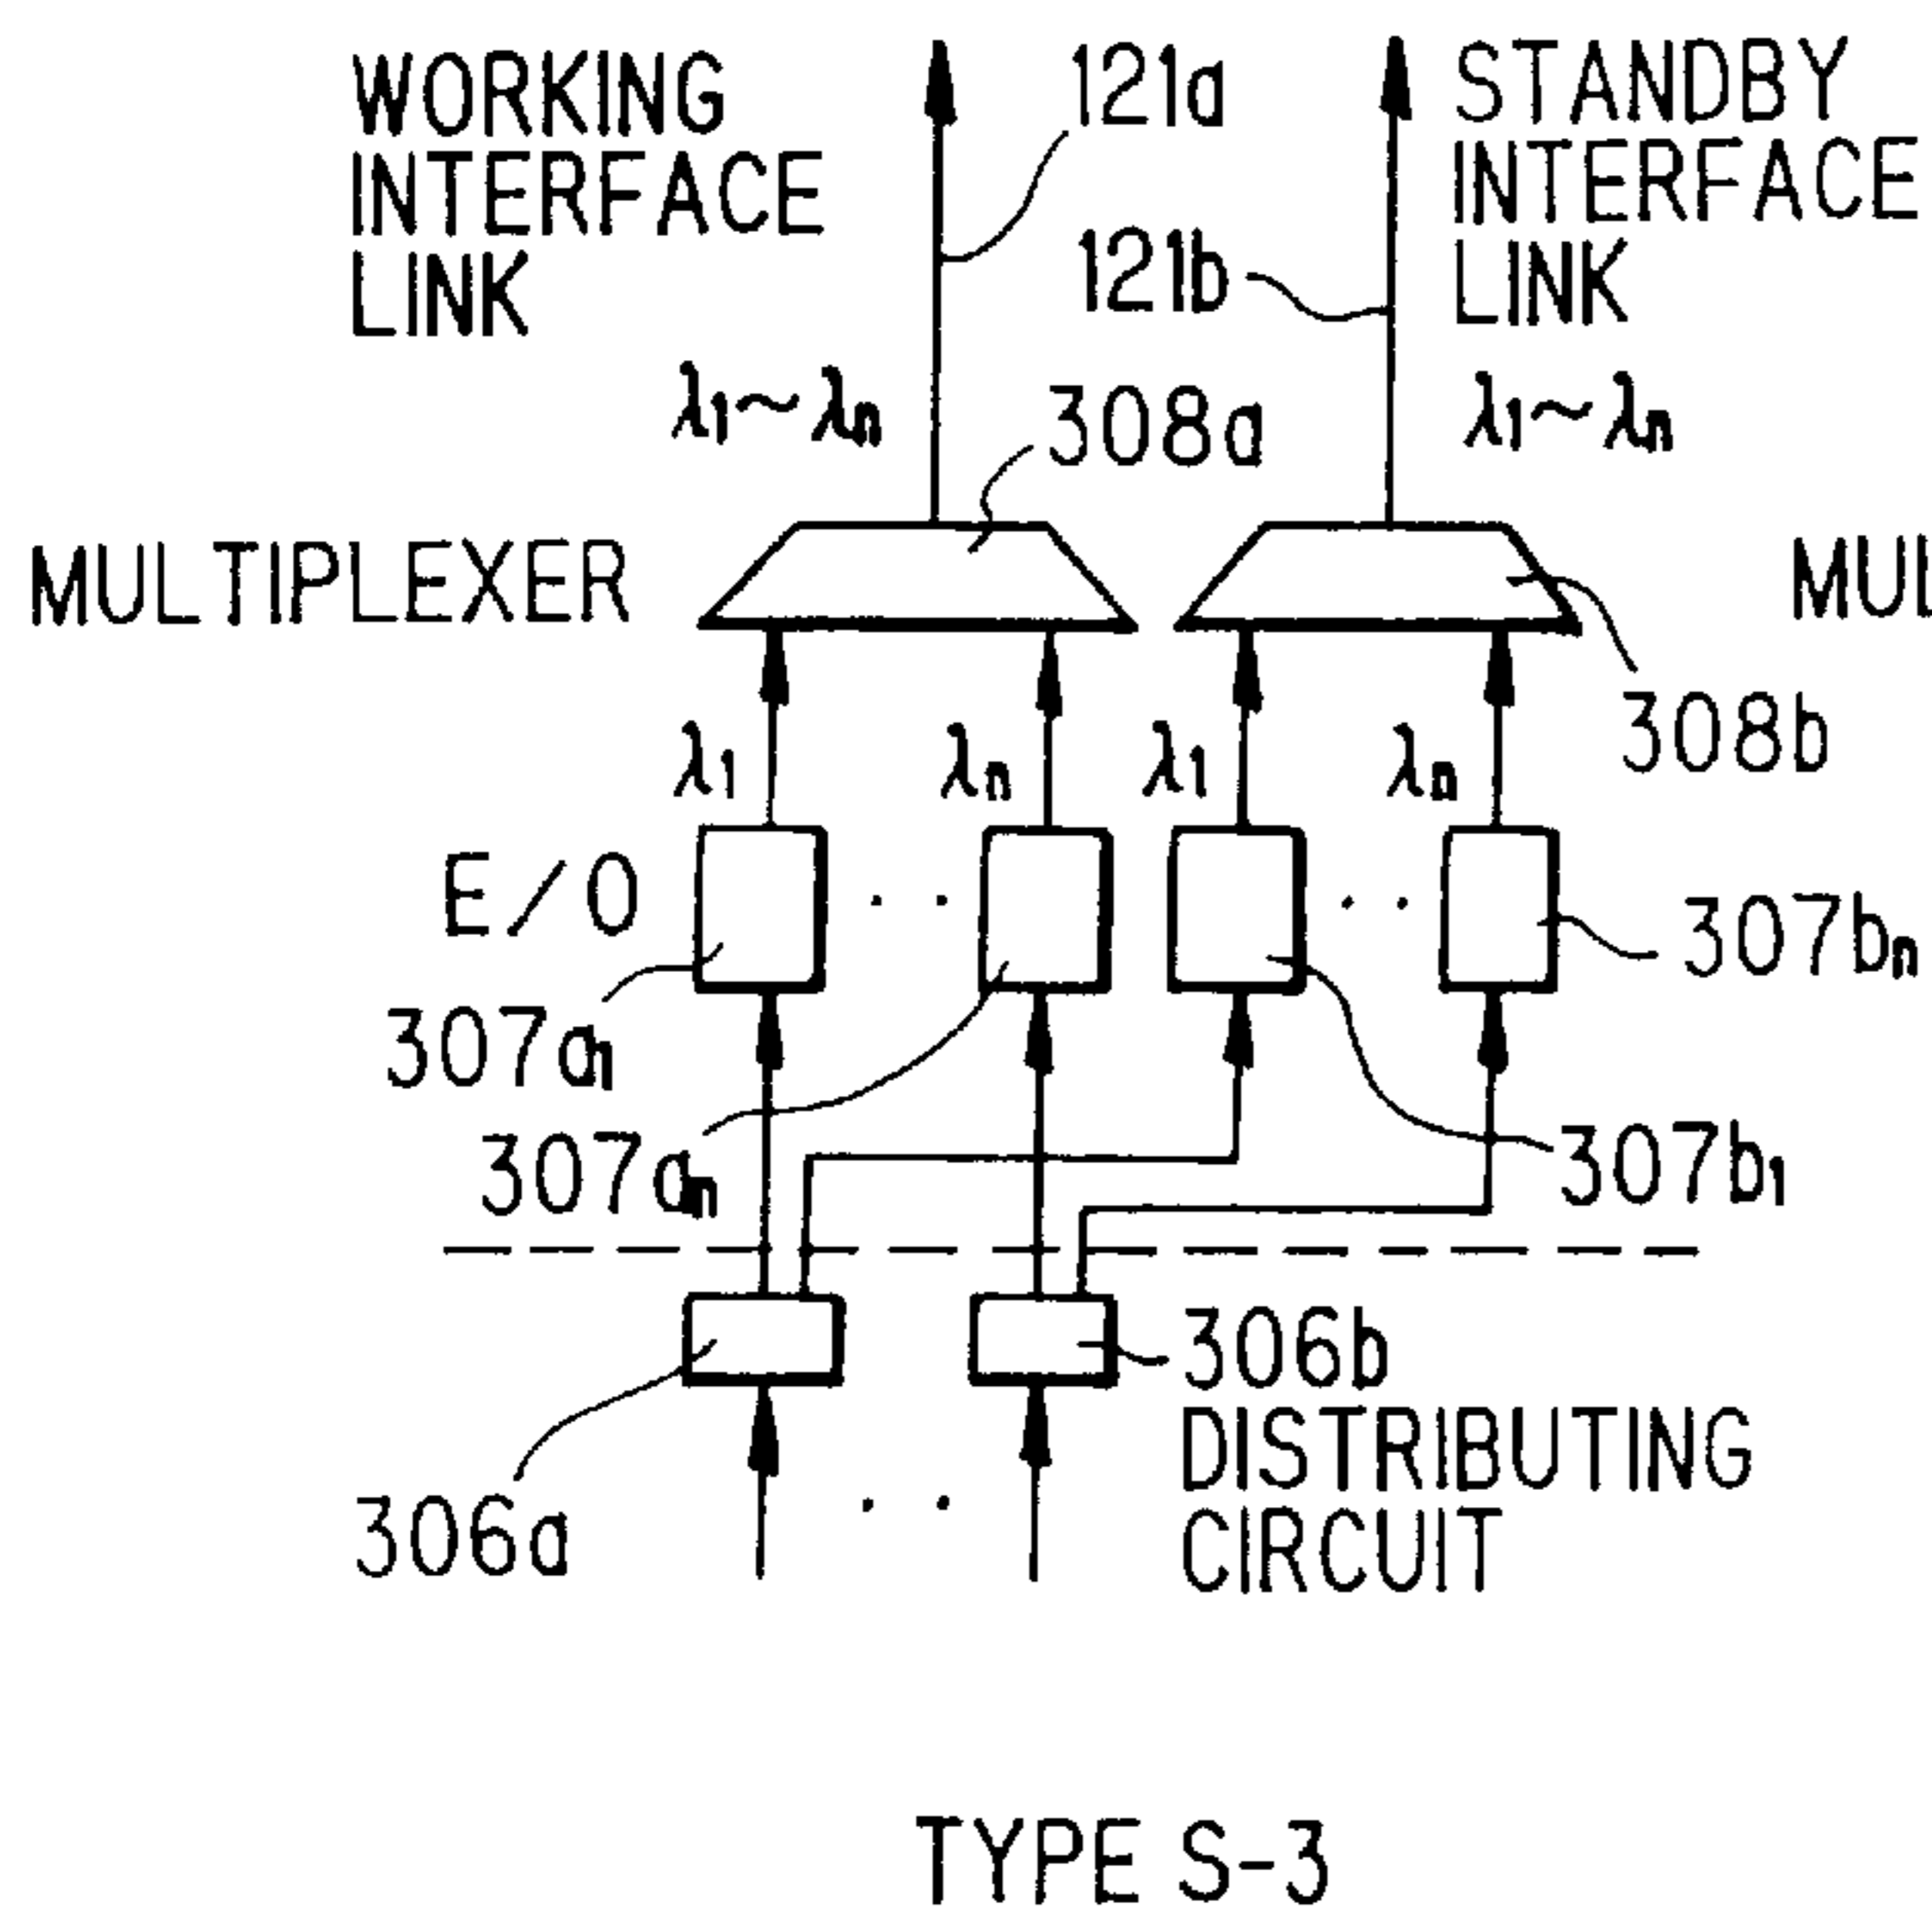 WORKING
INTERFACE
LINK
121a
STANDBY
INTERFACE
LINK
121b
λ1~λn
308a
λ1~λn
MULTIPLEXER
MUL
308b
λ1
λn
λ1
λn
E/O
307bn
307a1
307an
307b1
306b
DISTRIBUTING
CIRCUIT
306a
TYPE S-3